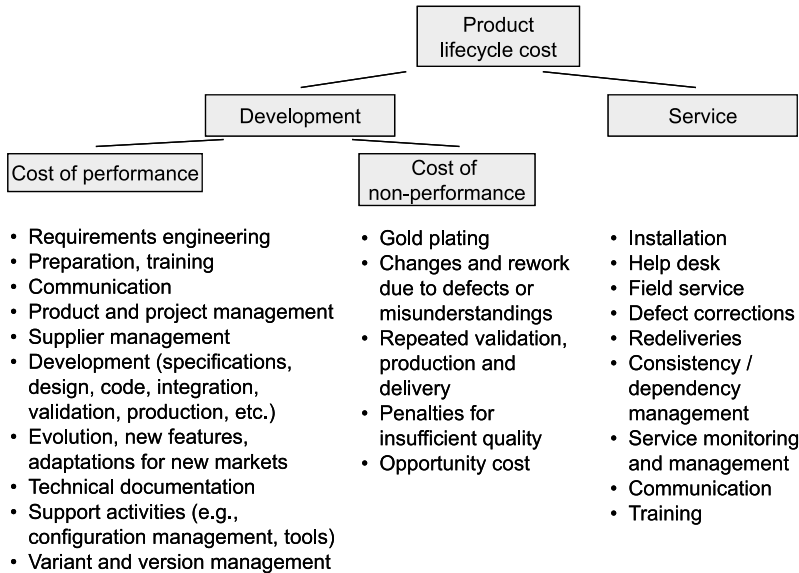 Product
lifecycle cost
Development
Service
Cost of performance
Cost of
non-performance
• Requirements engineering
• Preparation, training
• Communication
• Product and project management
• Supplier management
• Development (specifications,
design, code, integration,
validation, production, etc.)
• Evolution, new features,
adaptations for new markets
• Technical documentation
• Support activities (e.g.,
configuration management, tools)
• Variant and version management
• Gold plating
• Changes and rework
due to defects or
misunderstandings
• Repeated validation,
production and
delivery
• Penalties for
insufficient quality
• Opportunity cost
• Installation
• Help desk
• Field service
• Defect corrections
• Redeliveries
• Consistency /
dependency
management
• Service monitoring
and management
• Communication
• Training